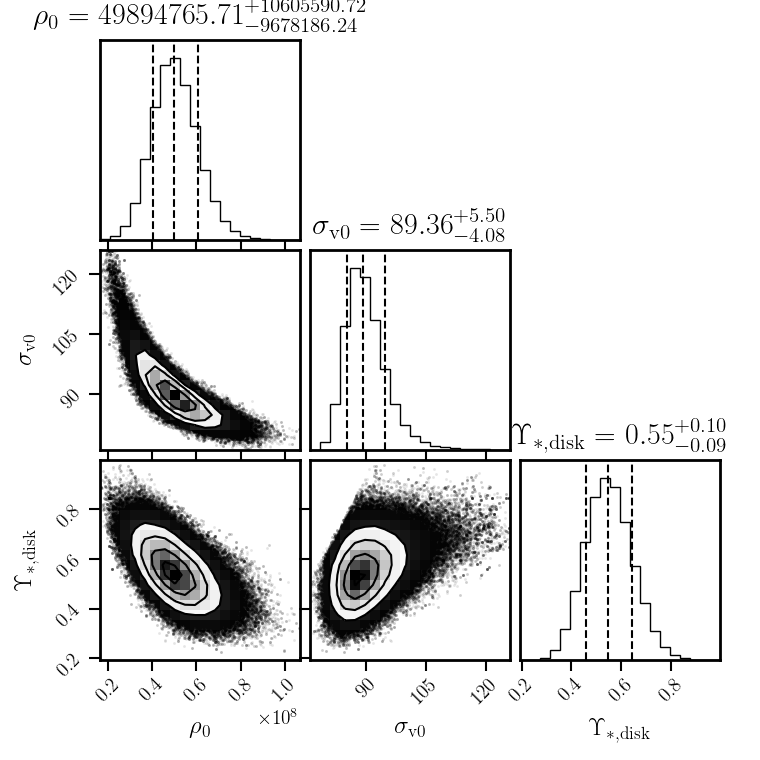 ρ₀ = 49894765.71⁺¹⁰⁶⁰⁵⁵⁹⁰·⁷²₋₉₆₇₈₁₈₆.₂₄
σᵥ₀ = 89.36⁺⁵·⁵⁰₋₄.₀₈
120
105
90
σᵥ₀
ϒ*,disk = 0.55⁺⁰·¹⁰₋₀.₀₉
0.8
0.6
0.4
0.2
ϒ*,disk
0.2 0.4 0.6 0.8 1.0
×10⁸
ρ₀
90 105 120
σᵥ₀
0.2 0.4 0.6 0.8
ϒ*,disk